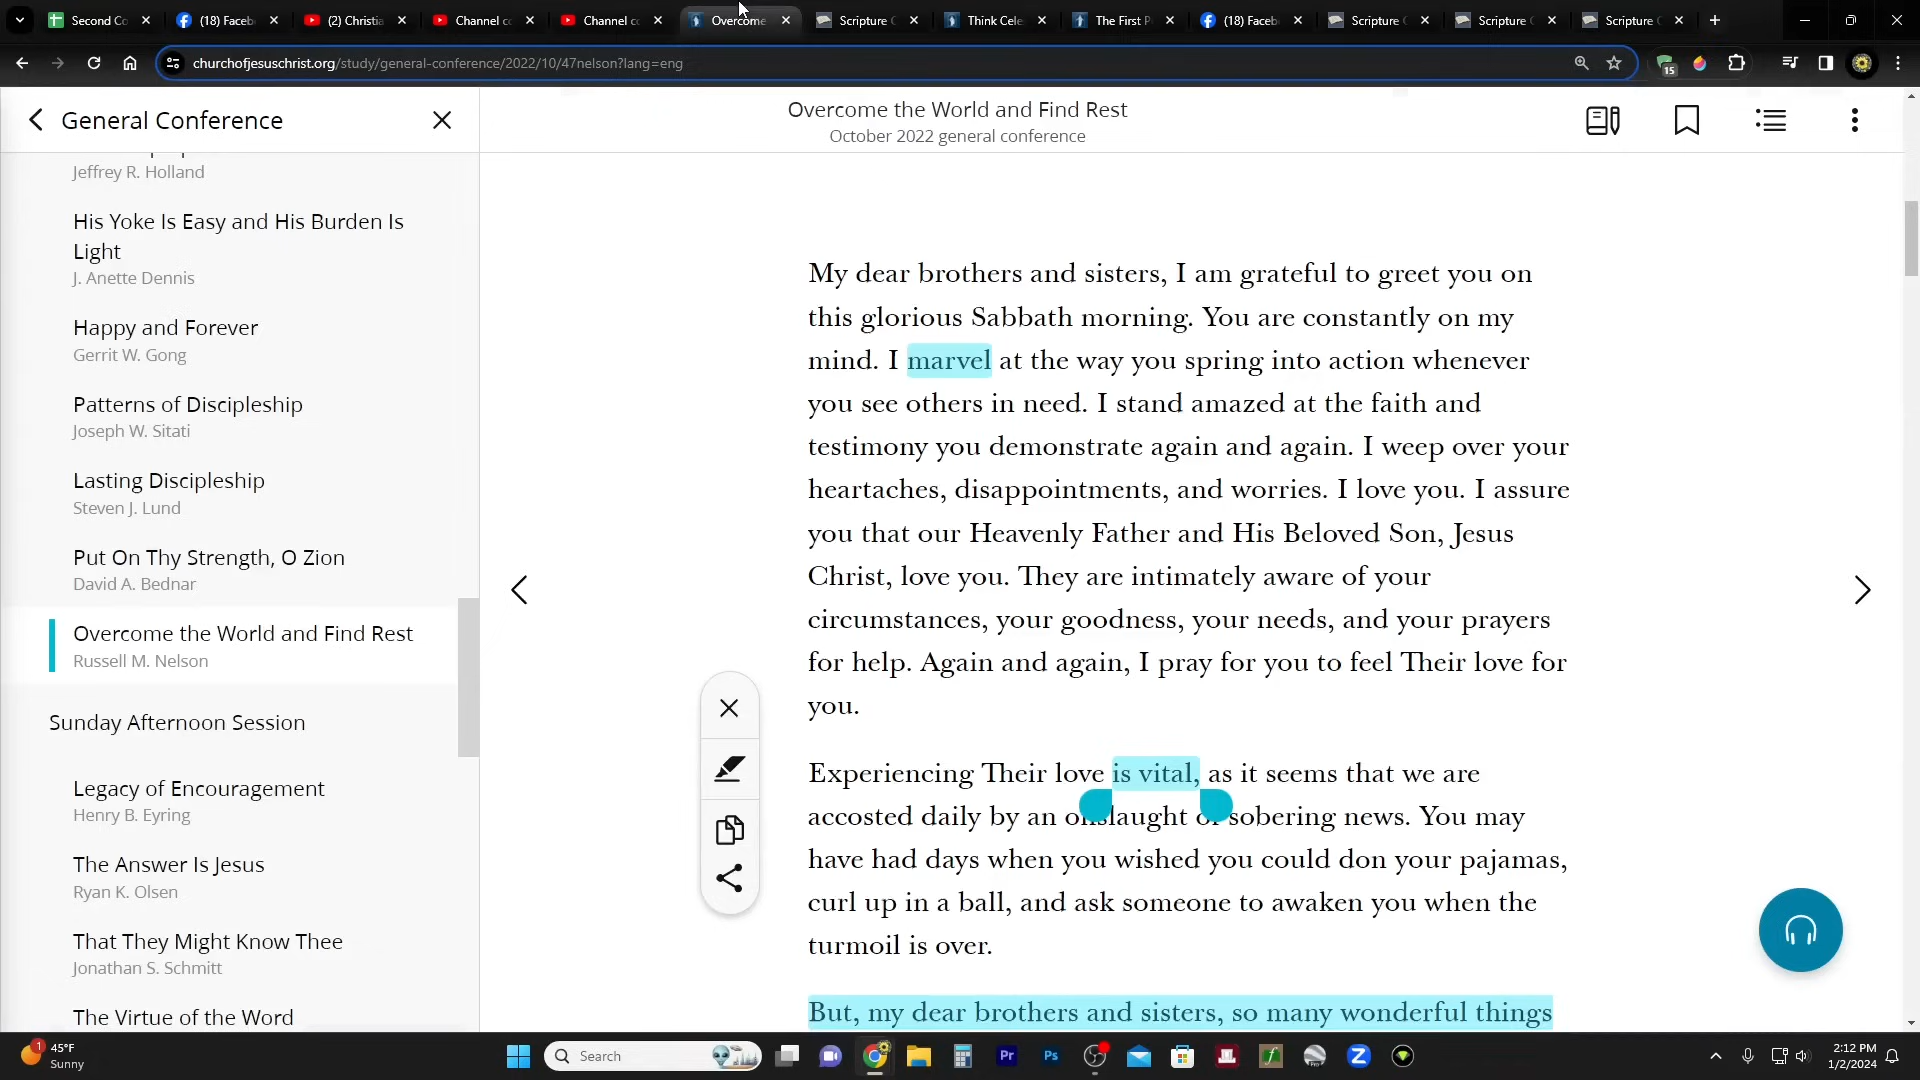 Second Co
(18) Faceb
(2) Christia
Channel co
Channel co
Overcome
Scripture C
Think Cele
The First P
(18) Faceb
Scripture C
Scripture C
Scripture C
churchofjesuschrist.org/study/general-conference/2022/10/47nelson?lang=eng
15
General Conference
Jeffrey R. Holland
His Yoke Is Easy and His Burden Is
Light
J. Anette Dennis
Happy and Forever
Gerrit W. Gong
Patterns of Discipleship
Joseph W. Sitati
Lasting Discipleship
Steven J. Lund
Put On Thy Strength, O Zion
David A. Bednar
Overcome the World and Find Rest
Russell M. Nelson
Sunday Afternoon Session
Legacy of Encouragement
Henry B. Eyring
The Answer Is Jesus
Ryan K. Olsen
That They Might Know Thee
Jonathan S. Schmitt
The Virtue of the Word
Overcome the World and Find Rest
October 2022 general conference
My dear brothers and sisters, I am grateful to greet you on
this glorious Sabbath morning. You are constantly on my
mind. I marvel at the way you spring into action whenever
you see others in need. I stand amazed at the faith and
testimony you demonstrate again and again. I weep over your
heartaches, disappointments, and worries. I love you. I assure
you that our Heavenly Father and His Beloved Son, Jesus
Christ, love you. They are intimately aware of your
circumstances, your goodness, your needs, and your prayers
for help. Again and again, I pray for you to feel Their love for
you.
Experiencing Their love is vital, as it seems that we are
accosted daily by an onslaught of sobering news. You may
have had days when you wished you could don your pajamas,
curl up in a ball, and ask someone to awaken you when the
turmoil is over.
But, my dear brothers and sisters, so many wonderful things
1
45°F
Sunny
Search
Pr
Ps
Z
2:12 PM
1/2/2024